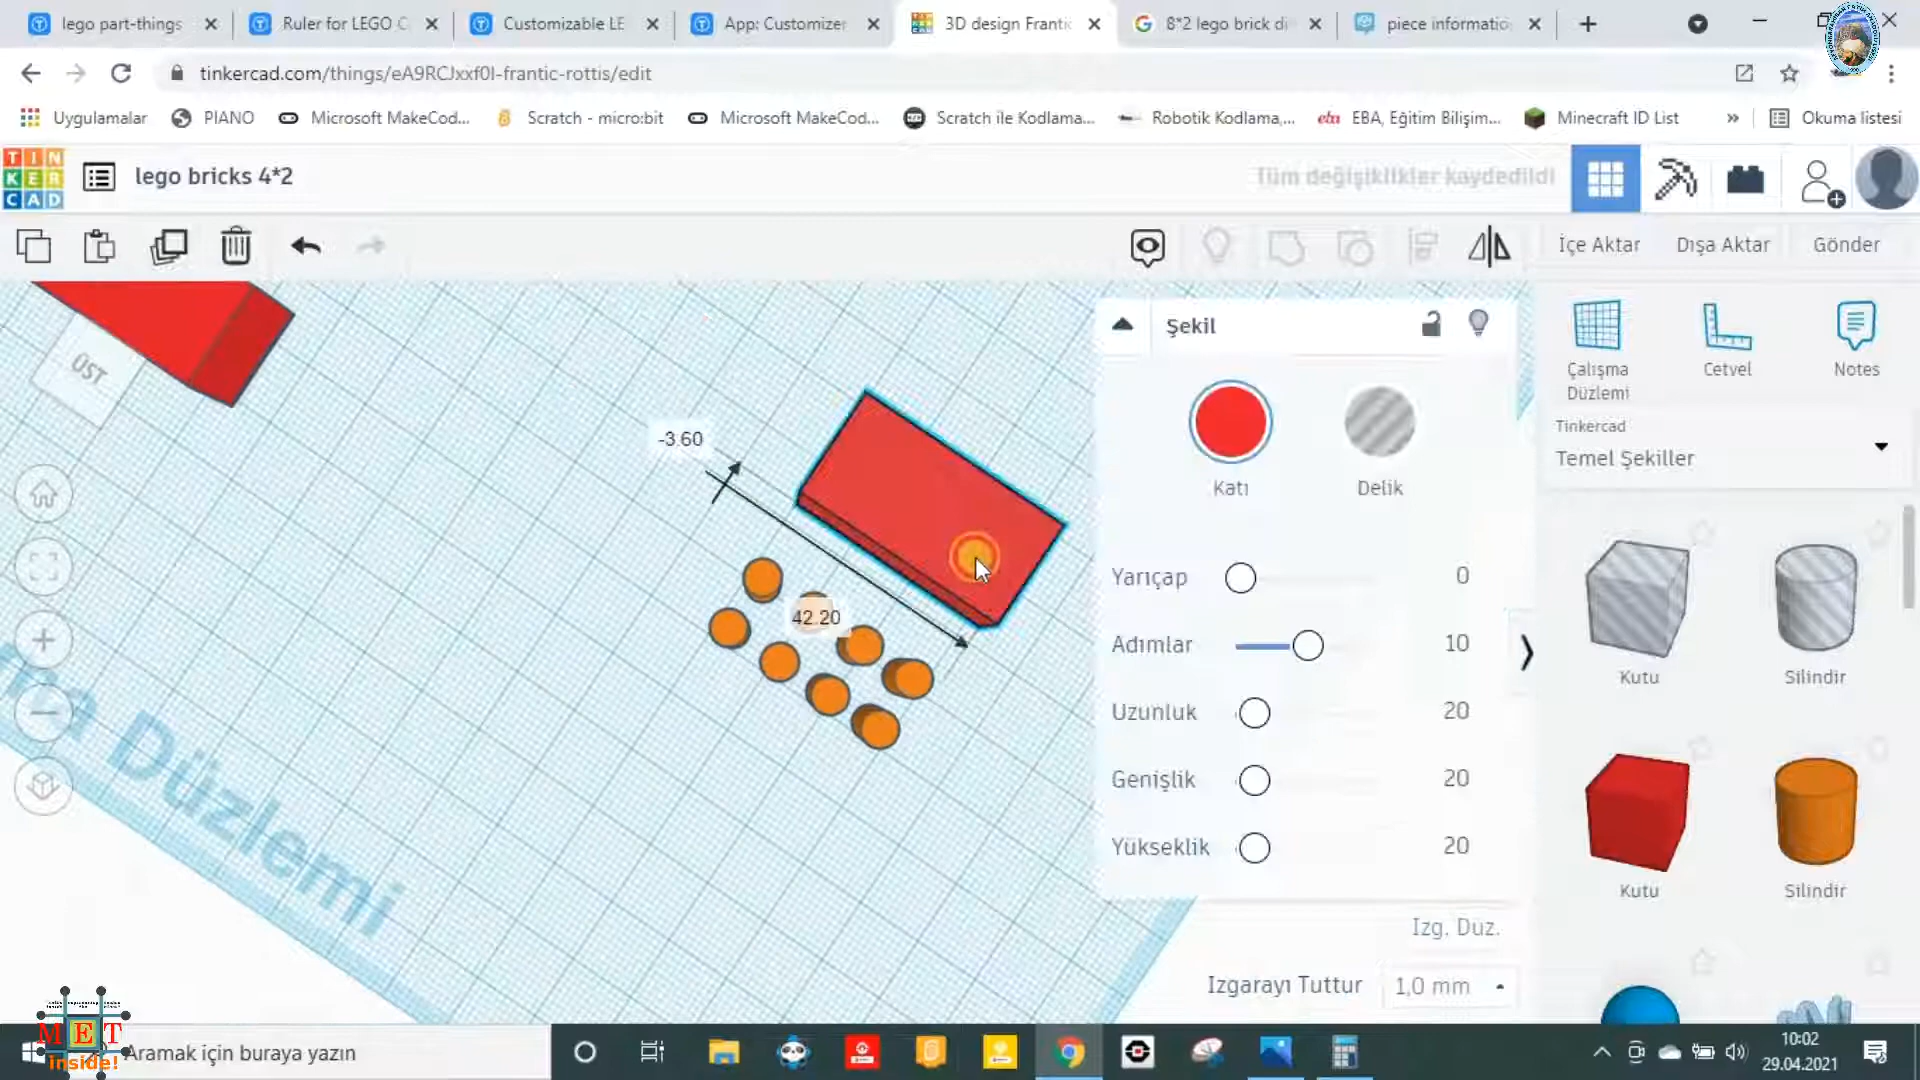 lego part-things
Ruler for LEGO C
Customizable LE
App: Customizer
3D design Frantic
8*2 lego brick di
piece informatio
tinkercad.com/things/eA9RCJxxf0I-frantic-rottis/edit
Uygulamalar
PIANO
Microsoft MakeCod...
Scratch - micro:bit
Microsoft MakeCod...
Scratch ile Kodlama...
Robotik Kodlama,...
eba
EBA, Eğitim Bilişim...
Minecraft ID List
»
Okuma listesi
TIN
KER
CAD
lego bricks 4*2
Tüm değişiklikler kaydedildi
İçe Aktar
Dışa Aktar
Gönder
ÜST
-3.60
42.20
Düzlemi
Şekil
Katı
Delik
Yarıçap
0
Adımlar
10
Uzunluk
20
Genişlik
20
Yükseklik
20
Izg. Düz.
Izgarayı Tuttur
1,0 mm
Çalışma
Düzlemi
Cetvel
Notes
Tinkercad
Temel Şekiller
Kutu
Silindir
Kutu
Silindir
MET
inside!
Aramak için buraya yazın
10:02
29.04.2021